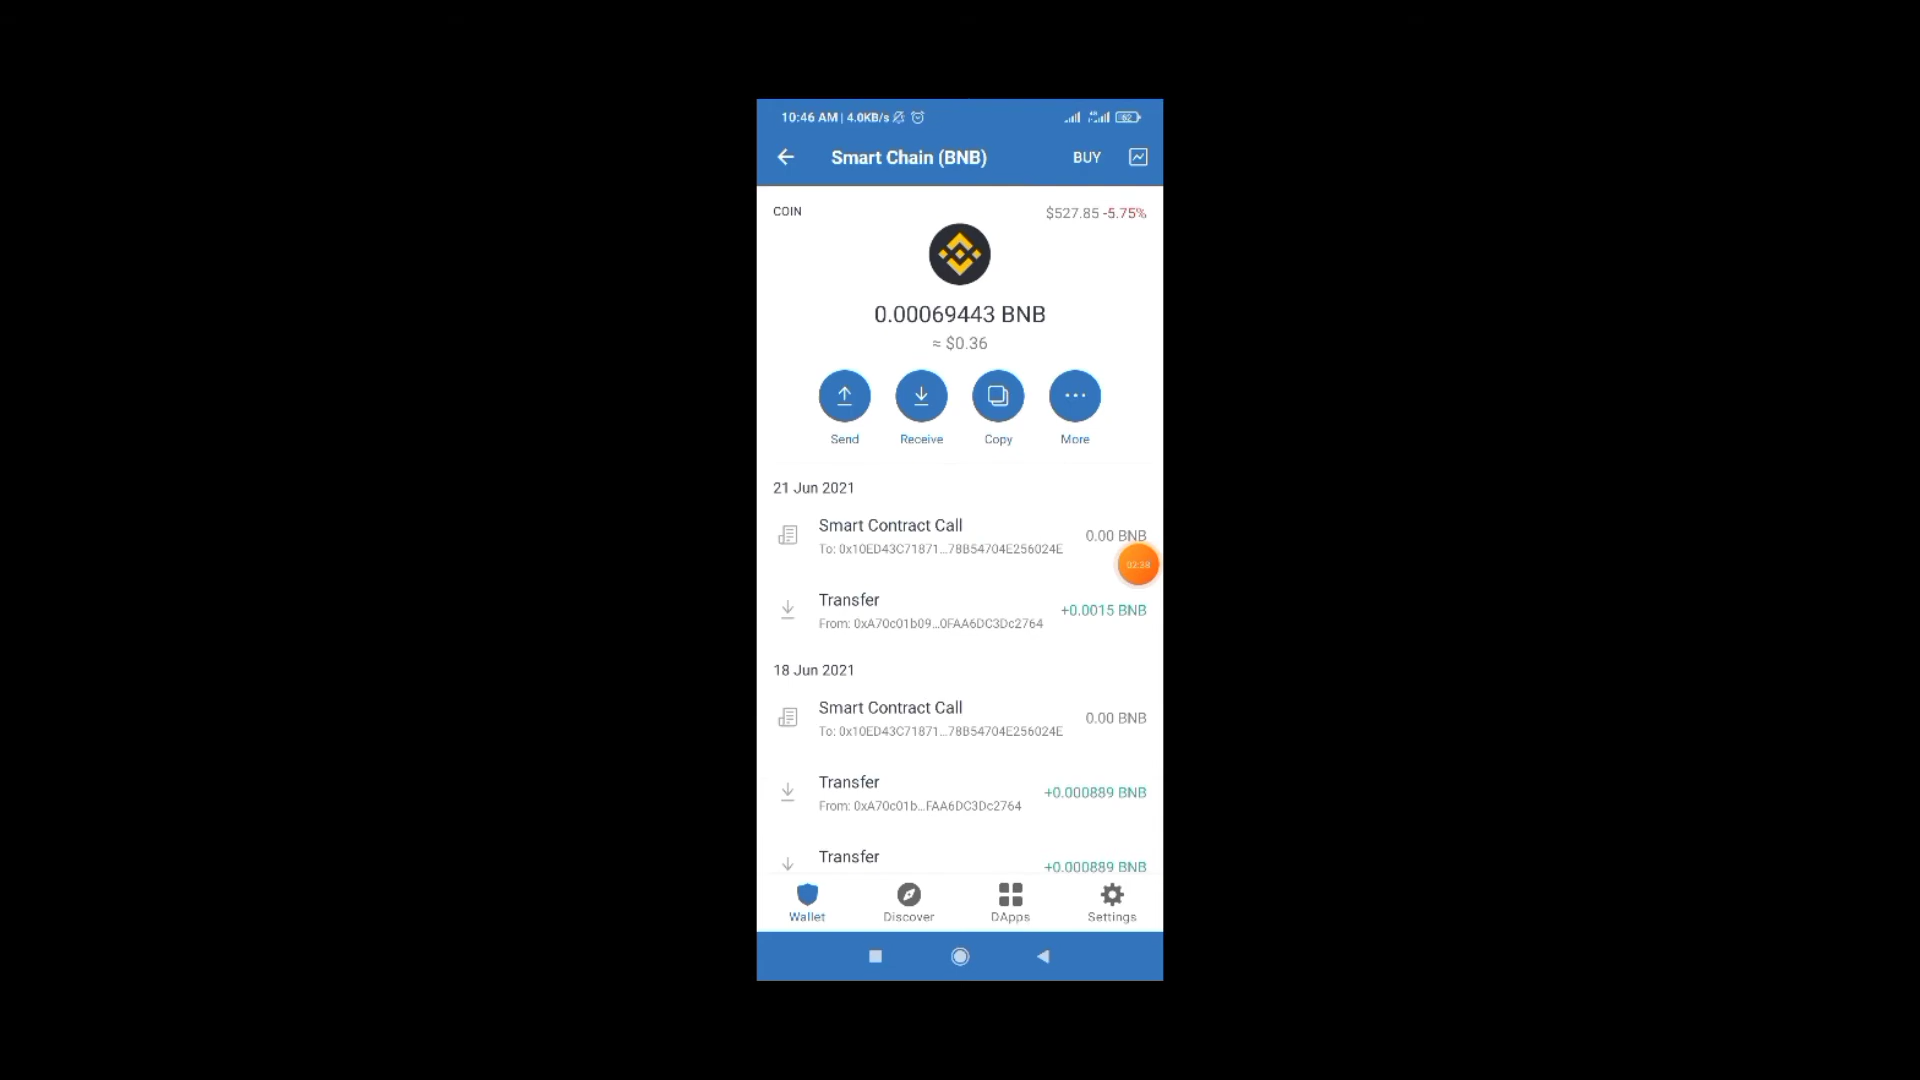 10:46 AM | 4.0KB/s
62
Smart Chain (BNB)
BUY
COIN
$527.85 -5.75%
0.00069443 BNB
≈ $0.36
Send
Receive
Copy
More
21 Jun 2021
Smart Contract Call
0.00 BNB
To: 0x10ED43C71871...78B54704E256024E
02:38
Transfer
+0.0015 BNB
From: 0xA70c01b09...0FAA6DC3Dc2764
18 Jun 2021
Smart Contract Call
0.00 BNB
To: 0x10ED43C71871...78B54704E256024E
Transfer
+0.000889 BNB
From: 0xA70c01b...FAA6DC3Dc2764
Transfer
+0.000889 BNB
Wallet
Discover
DApps
Settings